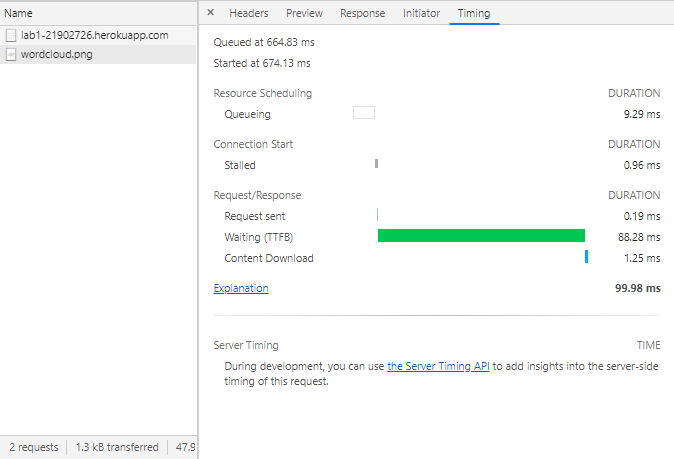 Name
lab1-21902726.herokuapp.com
wordcloud.png
2 requests 1.3 kB transferred 47.9
× Headers Preview Response Initiator Timing
Queued at 664.83 ms
Started at 674.13 ms
Resource Scheduling DURATION
Queueing 9.29 ms
Connection Start DURATION
Stalled 0.96 ms
Request/Response DURATION
Request sent 0.19 ms
Waiting (TTFB) 88.28 ms
Content Download 1.25 ms
Explanation 99.98 ms
Server Timing TIME
During development, you can use the Server Timing API to add insights into the server-side
timing of this request.